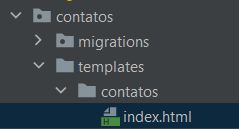 contatos
migrations
templates
contatos
index.html